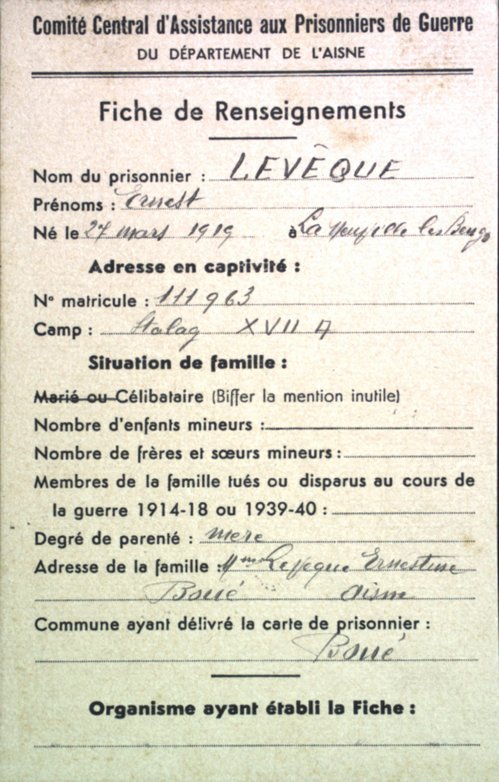 Comité Central d'Assistance aux Prisonniers de Guerre
DU DÉPARTEMENT DE L'AISNE
Fiche de Renseignements
Nom du prisonnier : LEVÊQUE
Prénoms : Ernest
Né le 27 mars 1919 à La
Adresse en captivité :
N° matricule : 111963
Camp : Stalag XVII A
Situation de famille :
Marié ou Célibataire (Biffer la mention inutile)
Nombre d'enfants mineurs :
Nombre de frères et sœurs mineurs :
Membres de la famille tués ou disparus au cours de
la guerre 1914-18 ou 1939-40 :
Degré de parenté : mere
Adresse de la famille : Mme Leveque Ernestine
Boué Aisne
Commune ayant délivré la carte de prisonnier :
Boué
Organisme ayant établi la Fiche :